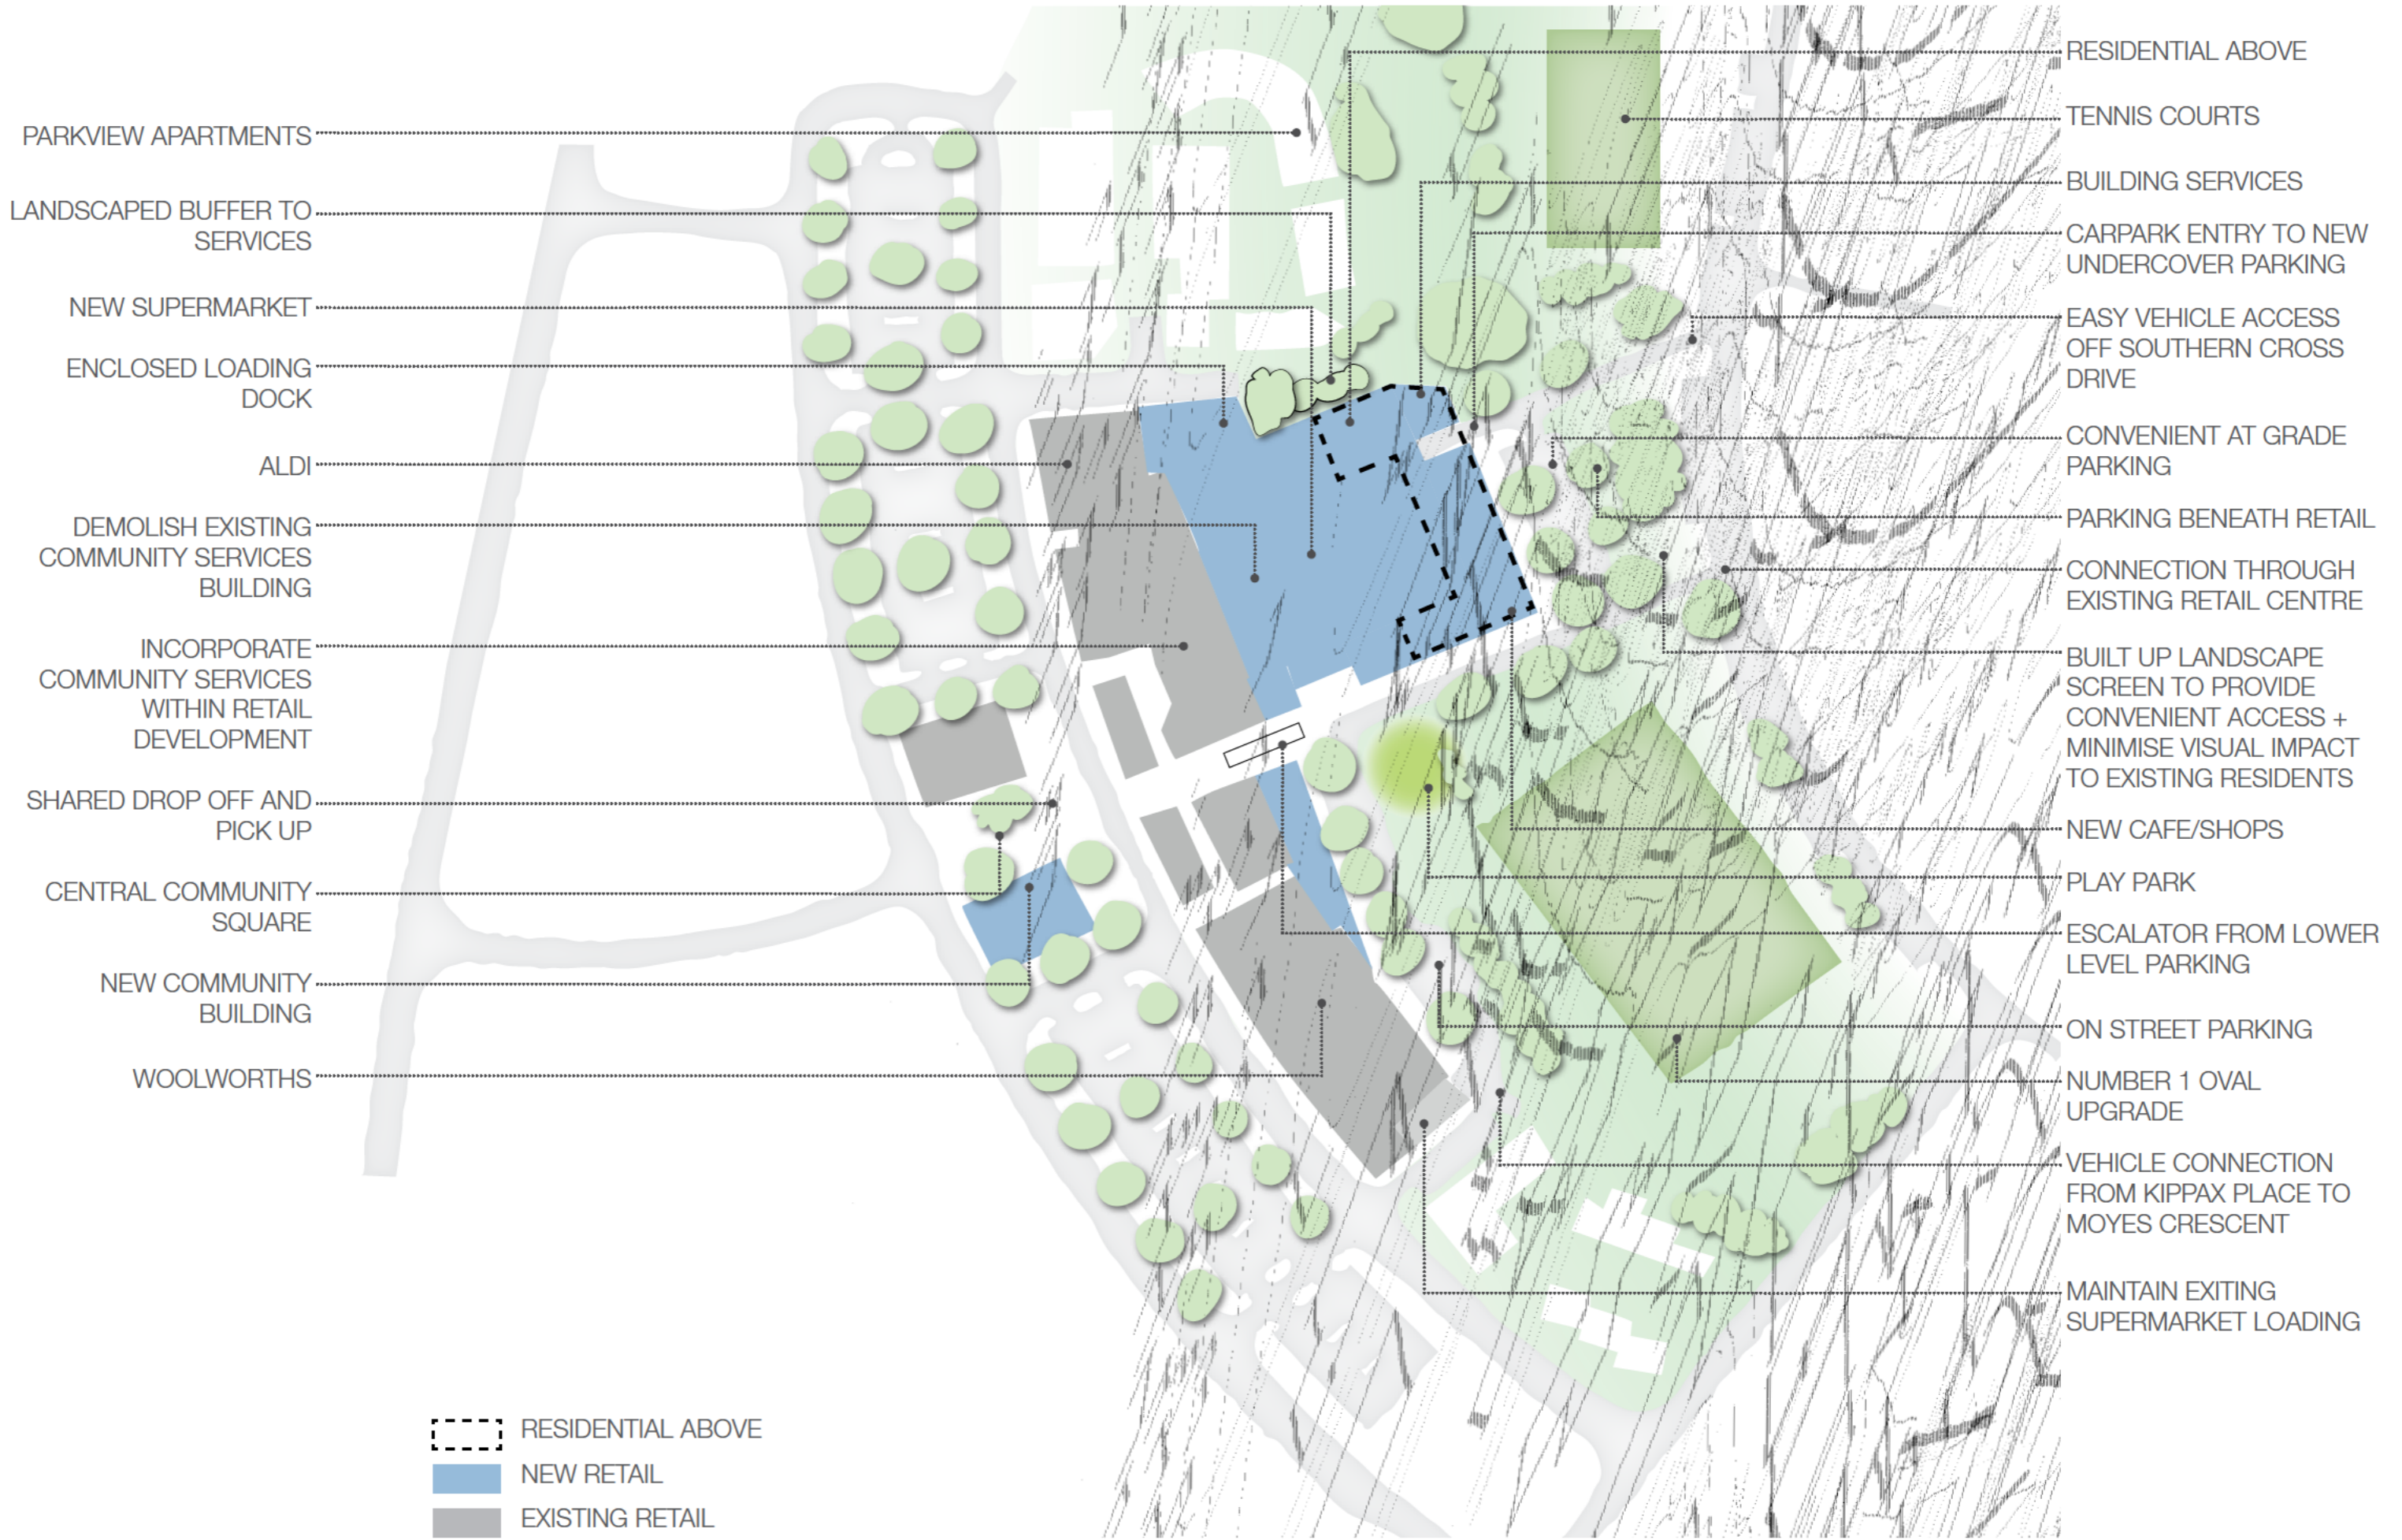 PARKVIEW APARTMENTS
LANDSCAPED BUFFER TO
SERVICES
NEW SUPERMARKET
ENCLOSED LOADING
DOCK
ALDI
DEMOLISH EXISTING
COMMUNITY SERVICES
BUILDING
INCORPORATE
COMMUNITY SERVICES
WITHIN RETAIL
DEVELOPMENT
SHARED DROP OFF AND
PICK UP
CENTRAL COMMUNITY
SQUARE
NEW COMMUNITY
BUILDING
WOOLWORTHS
RESIDENTIAL ABOVE
TENNIS COURTS
BUILDING SERVICES
CARPARK ENTRY TO NEW
UNDERCOVER PARKING
EASY VEHICLE ACCESS
OFF SOUTHERN CROSS
DRIVE
CONVENIENT AT GRADE
PARKING
PARKING BENEATH RETAIL
CONNECTION THROUGH
EXISTING RETAIL CENTRE
BUILT UP LANDSCAPE
SCREEN TO PROVIDE
CONVENIENT ACCESS +
MINIMISE VISUAL IMPACT
TO EXISTING RESIDENTS
NEW CAFE/SHOPS
PLAY PARK
ESCALATOR FROM LOWER
LEVEL PARKING
ON STREET PARKING
NUMBER 1 OVAL
UPGRADE
VEHICLE CONNECTION
FROM KIPPAX PLACE TO
MOYES CRESCENT
MAINTAIN EXITING
SUPERMARKET LOADING
RESIDENTIAL ABOVE
NEW RETAIL
EXISTING RETAIL